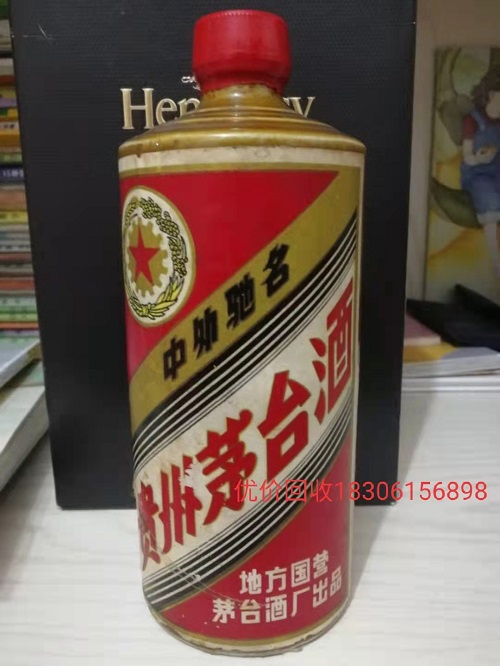 Hennessy
中外驰名
贵州茅台酒
优价回收18306156898
地方国营
茅台酒厂出品